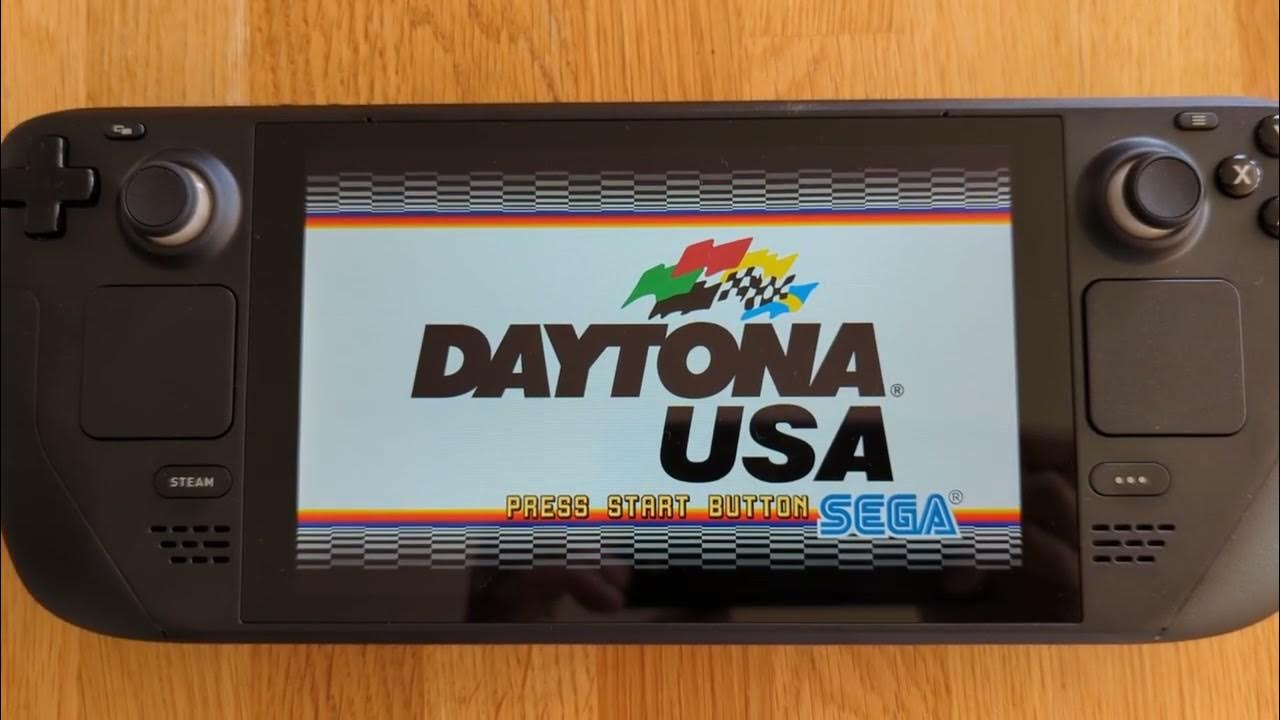 X
DAYTONA®
USA
STEAM
PRESS START BUTTON
SEGA®